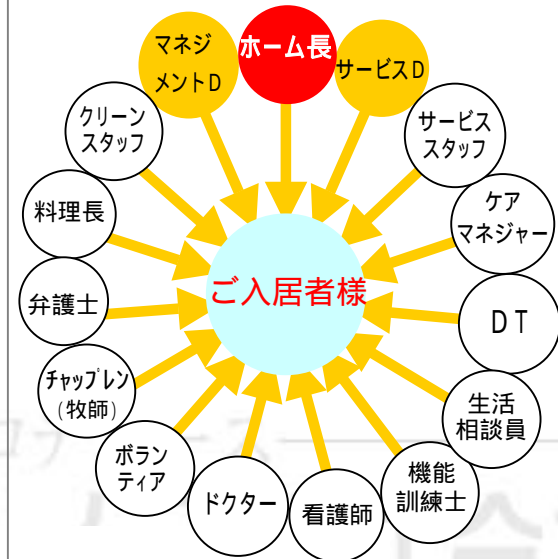 ホーム長
サービスD
サービス
スタッフ
ケア
マネジャー
DT
生活
相談員
機能
訓練士
看護師
ドクター
ボラン
ティア
チャップレン
(牧師)
弁護士
料理長
クリーン
スタッフ
マネジ
メントD
ご入居者様